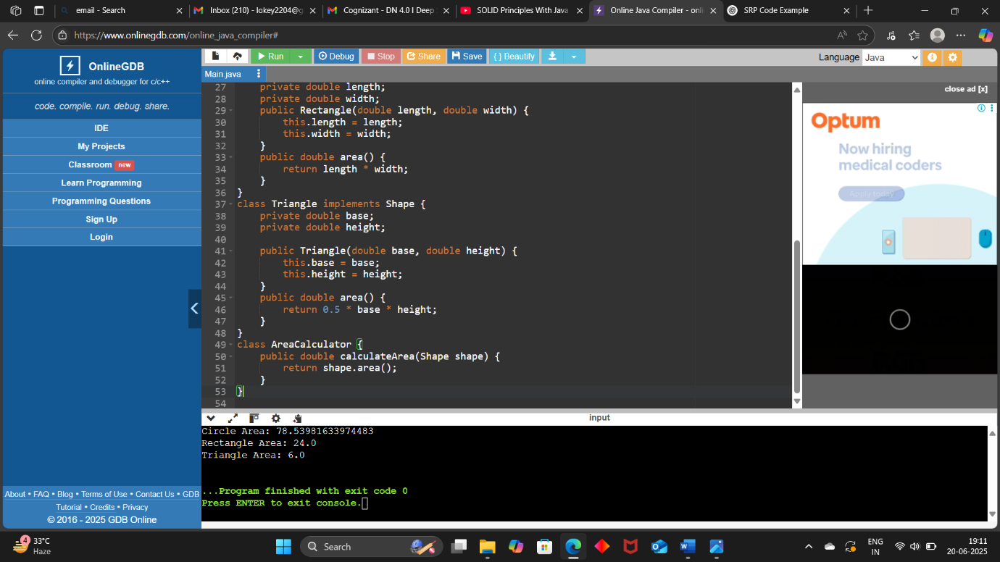 email - Search
Inbox (210) - lokey2204@g
Cognizant - DN 4.0 I Deep
SOLID Principles With Java
Online Java Compiler - onli
SRP Code Example
https://www.onlinegdb.com/online_java_compiler#
OnlineGDB
online compiler and debugger for c/c++
code. compile. run. debug. share.
IDE
My Projects
Classroom new
Learn Programming
Programming Questions
Sign Up
Login
About • FAQ • Blog • Terms of Use • Contact Us • GDB
Tutorial • Credits • Privacy
© 2016 - 2025 GDB Online
Run Debug Stop Share Save { } Beautify
Language Java
Main.java
27 private double length;
28 private double width;
29 public Rectangle(double length, double width) {
30 this.length = length;
31 this.width = width;
32 }
33 public double area() {
34 return length * width;
35 }
36 }
37 class Triangle implements Shape {
38 private double base;
39 private double height;
40
41 public Triangle(double base, double height) {
42 this.base = base;
43 this.height = height;
44 }
45 public double area() {
46 return 0.5 * base * height;
47 }
48 }
49 class AreaCalculator {
50 public double calculateArea(Shape shape) {
51 return shape.area();
52 }
53 }
54
close ad [x]
Optum
Now hiring
medical coders
Apply today
input
Circle Area: 78.53981633974483
Rectangle Area: 24.0
Triangle Area: 6.0
...Program finished with exit code 0
Press ENTER to exit console.
4
33°C
Haze
Search
ENG
IN
19:11
20-06-2025